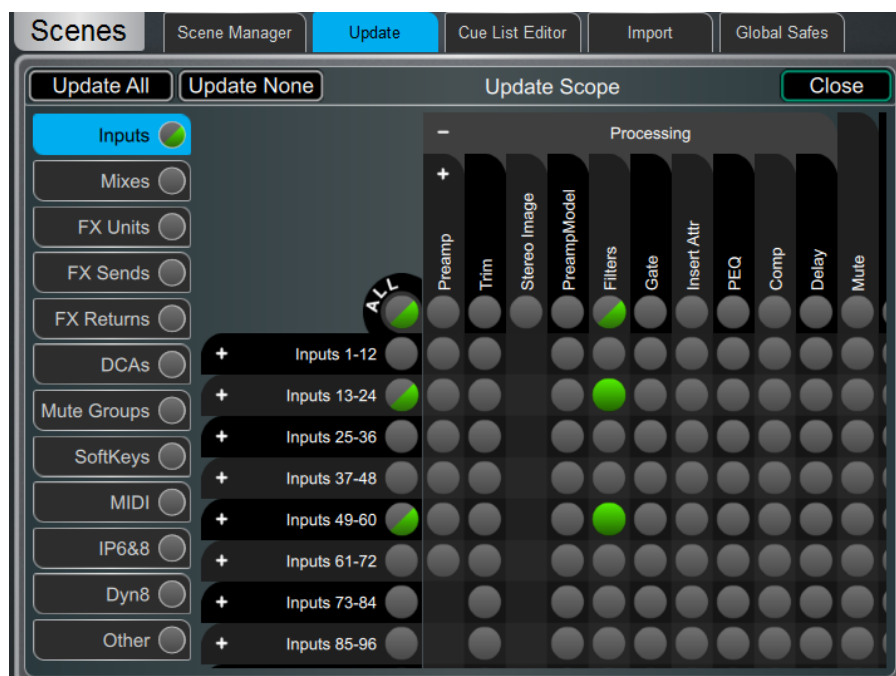 Scenes
Scene Manager
Update
Cue List Editor
Import
Global Safes
Update All
Update None
Update Scope
Close
Inputs
Mixes
FX Units
FX Sends
FX Returns
DCAs
Mute Groups
SoftKeys
MIDI
IP6&8
Dyn8
Other
- Processing
+
Preamp
Trim
Stereo Image
PreampModel
Filters
Gate
Insert Attr
PEQ
Comp
Delay
Mute
ALL
+ Inputs 1-12
+ Inputs 13-24
+ Inputs 25-36
+ Inputs 37-48
+ Inputs 49-60
+ Inputs 61-72
+ Inputs 73-84
+ Inputs 85-96